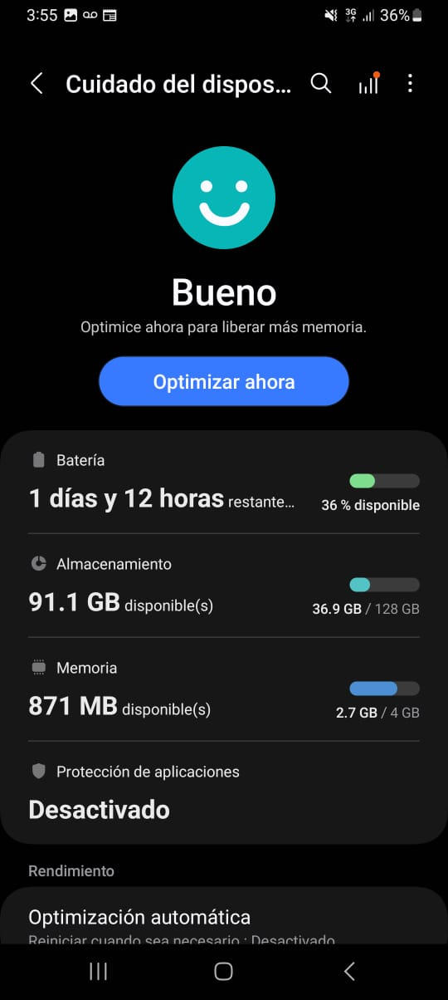 3:55 3G 36%
Cuidado del dispos...
Bueno
Optimice ahora para liberar más memoria.
Optimizar ahora
Batería
1 días y 12 horas restante...
36 % disponible
Almacenamiento
91.1 GB disponible(s)
36.9 GB / 128 GB
Memoria
871 MB disponible(s)
2.7 GB / 4 GB
Protección de aplicaciones
Desactivado
Rendimiento
Optimización automática
Reiniciar cuando sea necesario : Desactivado